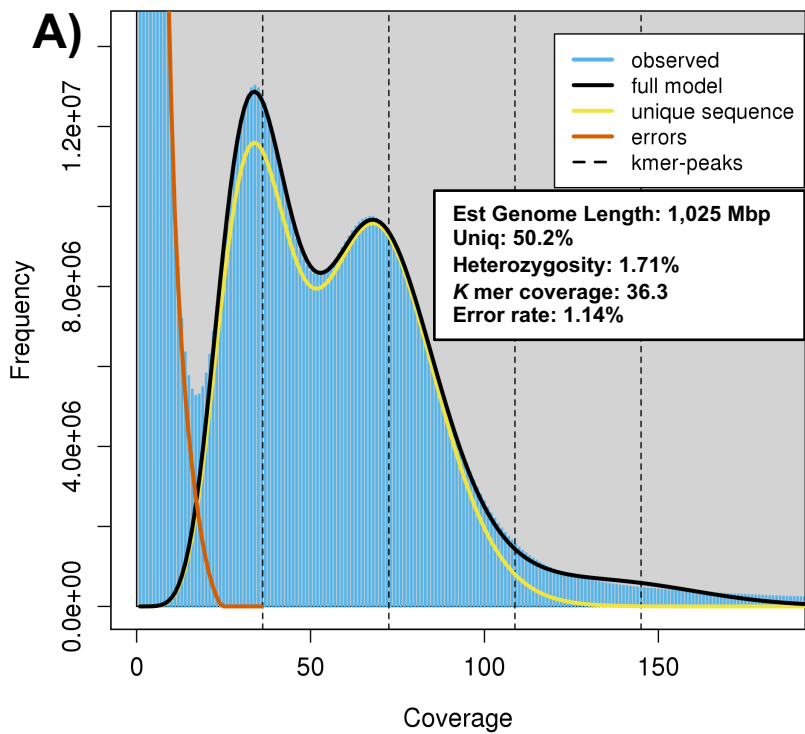 A)
observed
full model
unique sequence
errors
kmer-peaks
Est Genome Length: 1,025 Mbp
Uniq: 50.2%
Heterozygosity: 1.71%
K mer coverage: 36.3
Error rate: 1.14%
Frequency
1.2e+07
8.0e+06
4.0e+06
0.0e+00
0 50 100 150
Coverage